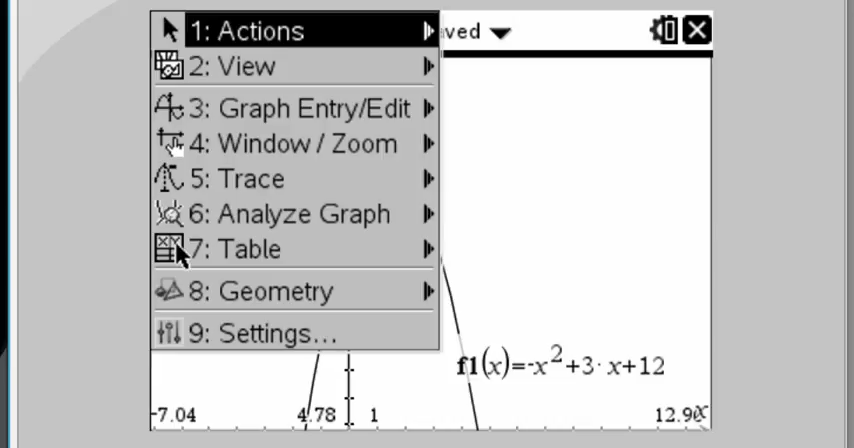 1: Actions
ved
2: View
3: Graph Entry/Edit
4: Window / Zoom
5: Trace
6: Analyze Graph
7: Table
8: Geometry
9: Settings...
f1(x)=-x²+3· x+12
-7.04 4.78 1 12.96 x